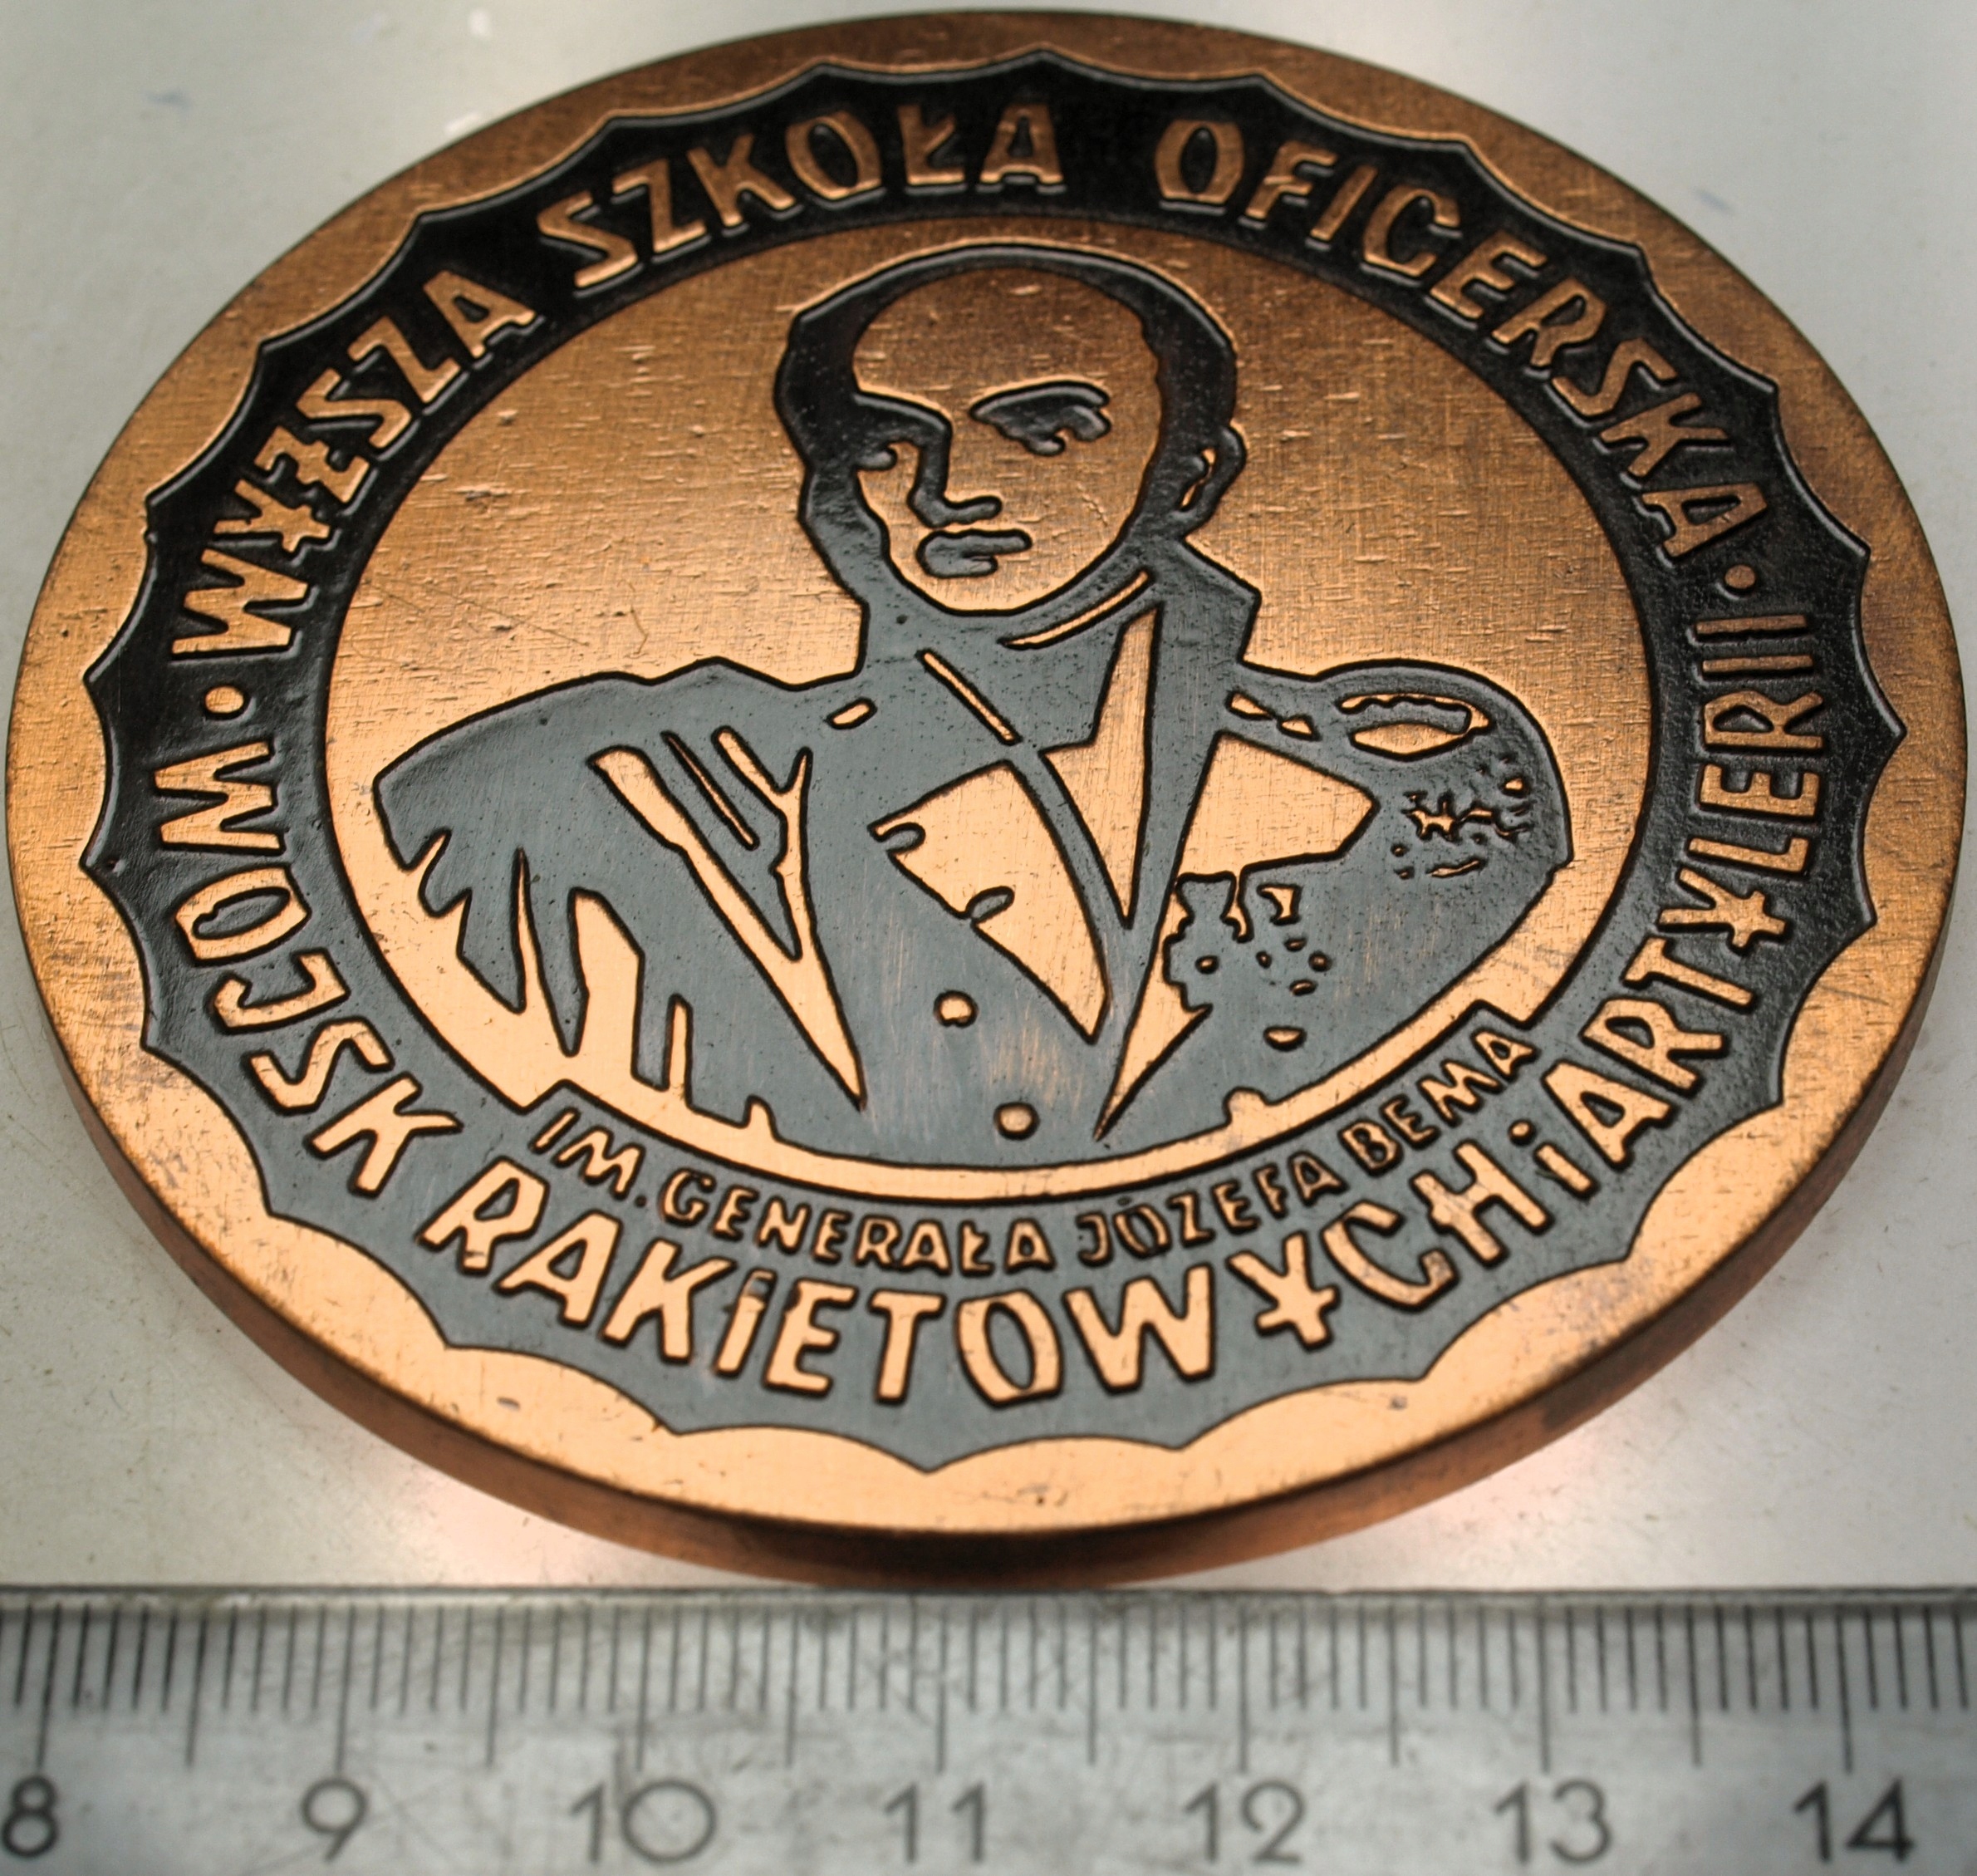 WYŻSZA SZKOŁA OFICERSKA
• WOJSK RAKiETOWYCH i ARTYLERII •
IM. GENERAŁA JÓZEFA BEMA
8 9 10 11 12 13 14